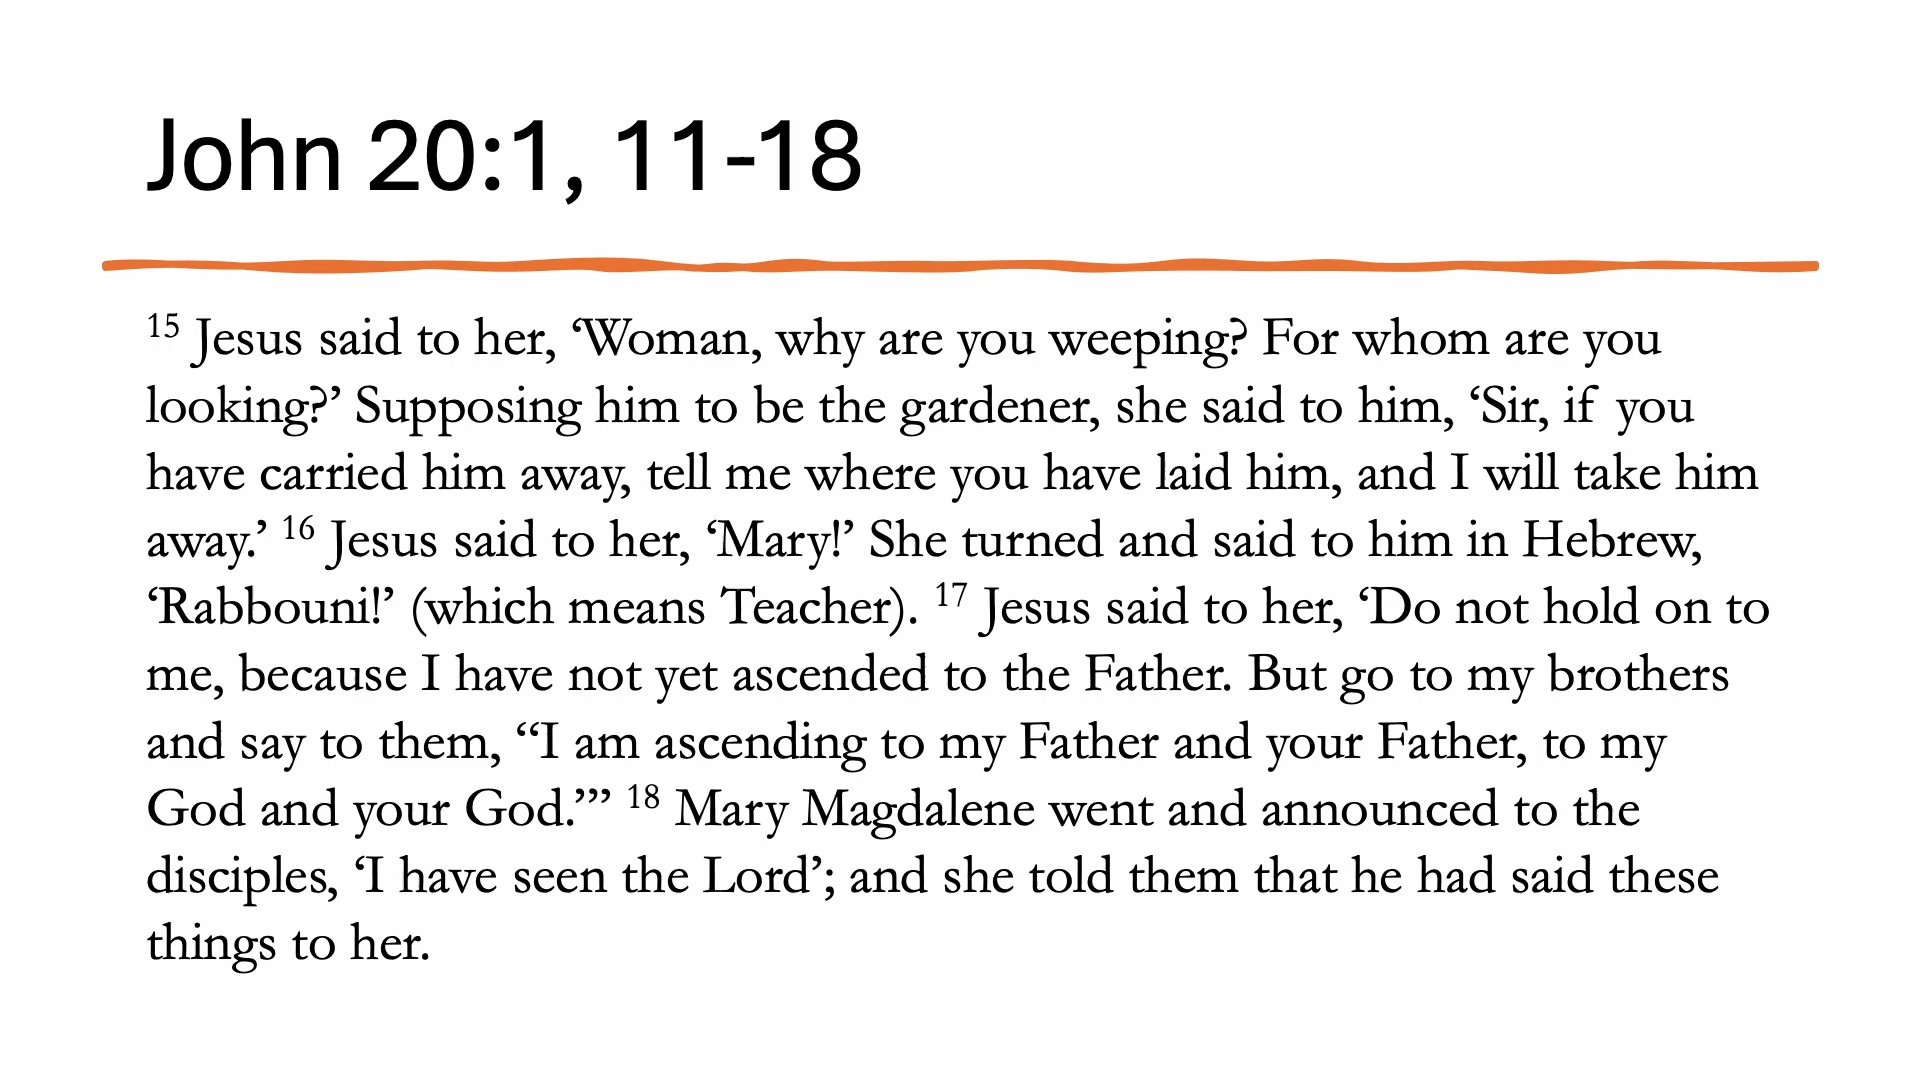 John 20:1, 11-18
15 Jesus said to her, ‘Woman, why are you weeping? For whom are you
looking?’ Supposing him to be the gardener, she said to him, ‘Sir, if you
have carried him away, tell me where you have laid him, and I will take him
away.’ 16 Jesus said to her, ‘Mary!’ She turned and said to him in Hebrew,
‘Rabbouni!’ (which means Teacher). 17 Jesus said to her, ‘Do not hold on to
me, because I have not yet ascended to the Father. But go to my brothers
and say to them, “I am ascending to my Father and your Father, to my
God and your God.”’ 18 Mary Magdalene went and announced to the
disciples, ‘I have seen the Lord’; and she told them that he had said these
things to her.